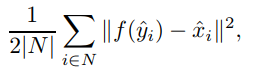 \frac{1}{2|N|} \sum_{i \in N} \| f(\hat{y}_i) - \hat{x}_i \|^2,